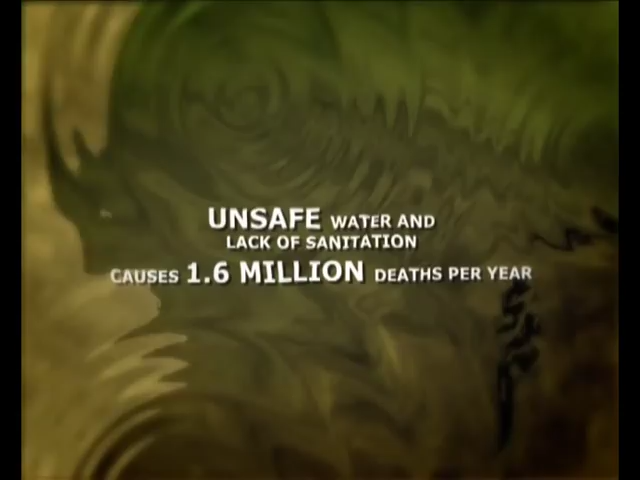 UNSAFE WATER AND
LACK OF SANITATION
CAUSES 1.6 MILLION DEATHS PER YEAR